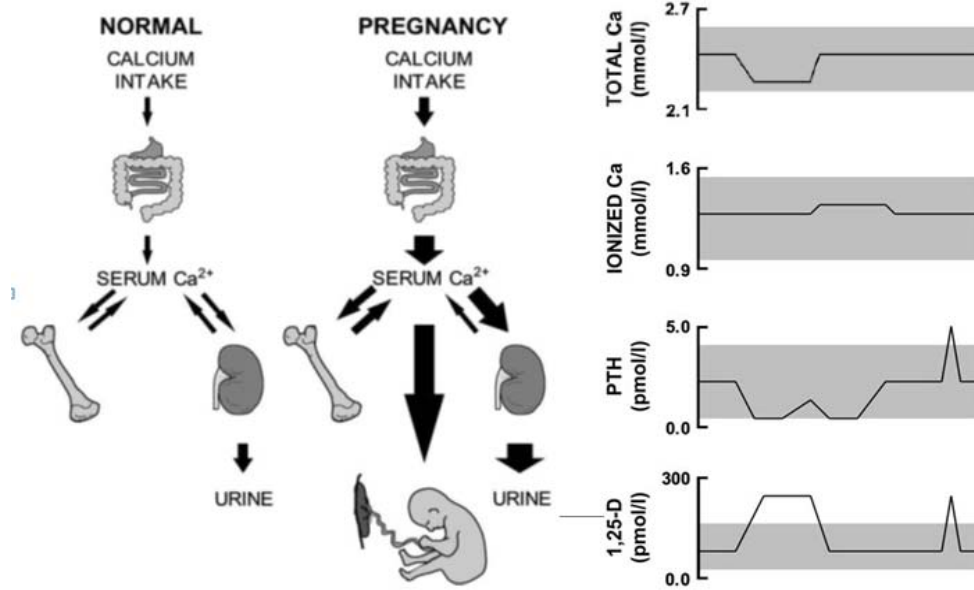 NORMAL
CALCIUM
INTAKE
SERUM Ca²⁺
URINE
PREGNANCY
CALCIUM
INTAKE
SERUM Ca²⁺
URINE
TOTAL Ca
(mmol/l)
2.7
2.1
IONIZED Ca
(mmol/l)
1.6
0.9
PTH
(pmol/l)
5.0
0.0
1,25-D
(pmol/l)
300
0.0